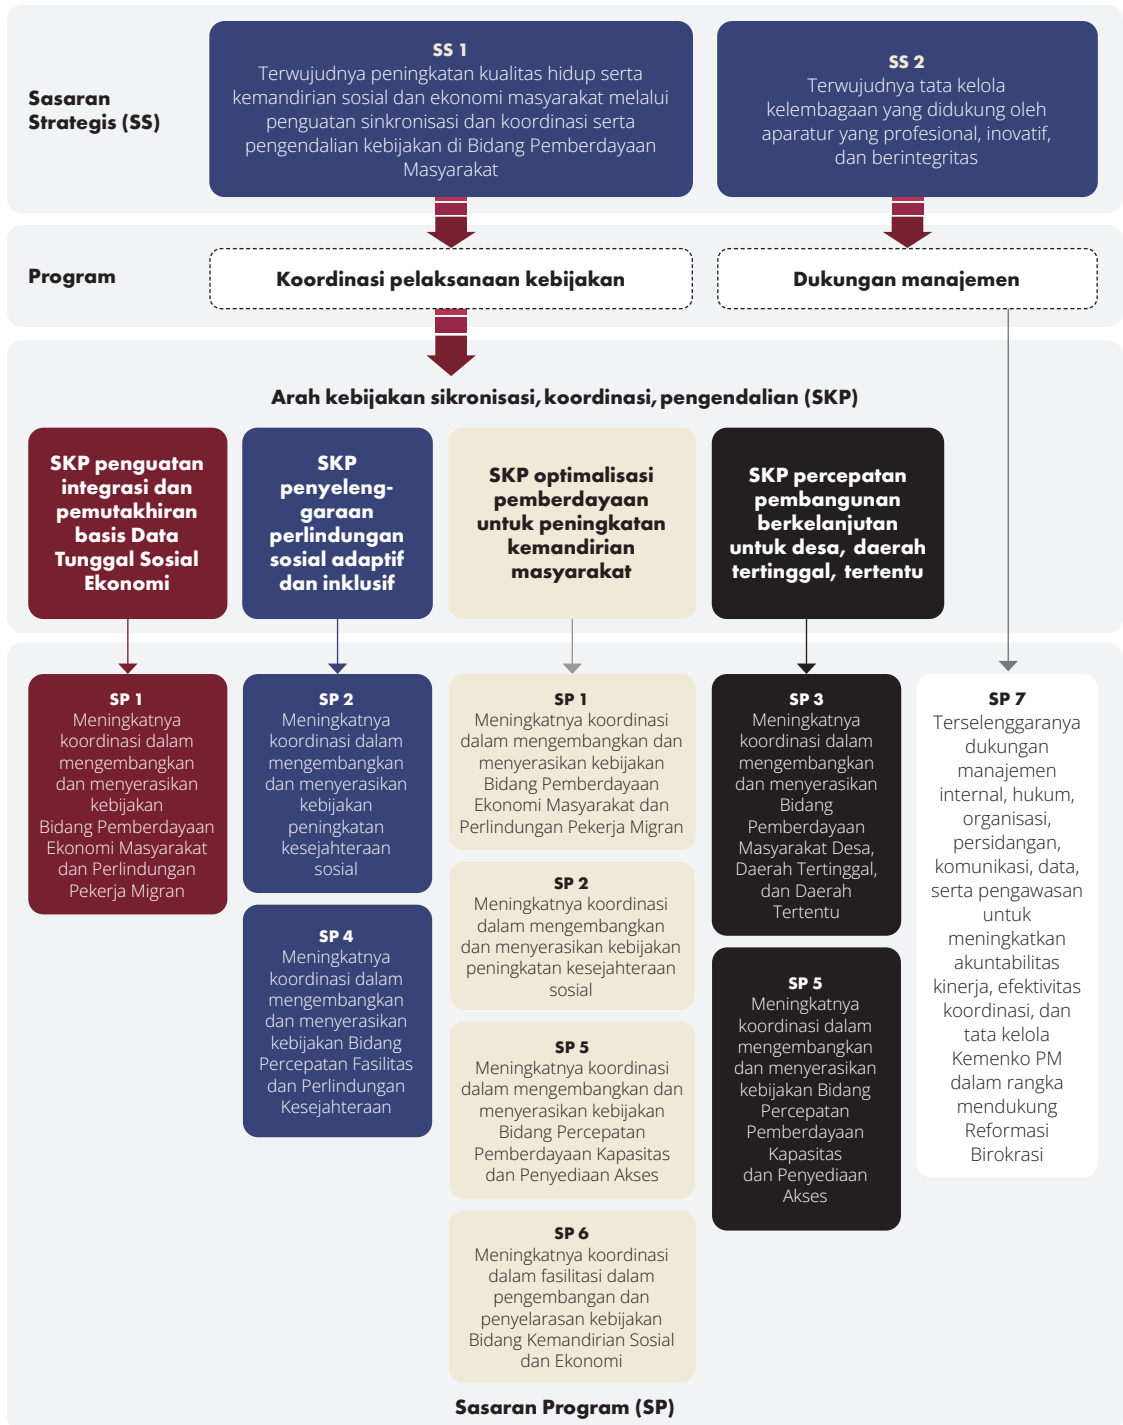 Sasaran
Strategis (SS)
SS 1
Terwujudnya peningkatan kualitas hidup serta
kemandirian sosial dan ekonomi masyarakat melalui
penguatan sinkronisasi dan koordinasi serta
pengendalian kebijakan di Bidang Pemberdayaan
Masyarakat
SS 2
Terwujudnya tata kelola
kelembagaan yang didukung oleh
aparatur yang profesional, inovatif,
dan berintegritas
Program
Koordinasi pelaksanaan kebijakan
Dukungan manajemen
Arah kebijakan sikronisasi, koordinasi, pengendalian (SKP)
SKP penguatan
integrasi dan
pemutakhiran
basis Data
Tunggal Sosial
Ekonomi
SKP
penyeleng-
garaan
perlindungan
sosial adaptif
dan inklusif
SKP optimalisasi
pemberdayaan
untuk peningkatan
kemandirian
masyarakat
SKP percepatan
pembangunan
berkelanjutan
untuk desa, daerah
tertinggal, tertentu
SP 1
Meningkatnya
koordinasi dalam
mengembangkan
dan menyerasikan
kebijakan
Bidang Pemberdayaan
Ekonomi Masyarakat
dan Perlindungan
Pekerja Migran
SP 2
Meningkatnya
koordinasi dalam
mengembangkan
dan menyerasikan
kebijakan
peningkatan
kesejahteraan
sosial
SP 4
Meningkatnya
koordinasi dalam
mengembangkan
dan menyerasikan
kebijakan Bidang
Percepatan Fasilitas
dan Perlindungan
Kesejahteraan
SP 1
Meningkatnya koordinasi
dalam mengembangkan dan
menyerasikan kebijakan
Bidang Pemberdayaan
Ekonomi Masyarakat dan
Perlindungan Pekerja Migran
SP 2
Meningkatnya koordinasi
dalam mengembangkan
dan menyerasikan kebijakan
peningkatan kesejahteraan
sosial
SP 5
Meningkatnya koordinasi
dalam mengembangkan dan
menyerasikan kebijakan
Bidang Percepatan
Pemberdayaan Kapasitas
dan Penyediaan Akses
SP 6
Meningkatnya koordinasi
dalam fasilitasi dalam
pengembangan dan
penyelarasan kebijakan
Bidang Kemandirian Sosial
dan Ekonomi
SP 3
Meningkatnya
koordinasi dalam
mengembangkan
dan menyerasikan
Bidang
Pemberdayaan
Masyarakat Desa,
Daerah Tertinggal,
dan Daerah
Tertentu
SP 5
Meningkatnya
koordinasi dalam
mengembangkan
dan menyerasikan
kebijakan Bidang
Percepatan
Pemberdayaan
Kapasitas
dan Penyediaan
Akses
SP 7
Terselenggaranya
dukungan
manajemen
internal, hukum,
organisasi,
persidangan,
komunikasi, data,
serta pengawasan
untuk
meningkatkan
akuntabilitas
kinerja, efektivitas
koordinasi, dan
tata kelola
Kemenko PM
dalam rangka
mendukung
Reformasi
Birokrasi
Sasaran Program (SP)